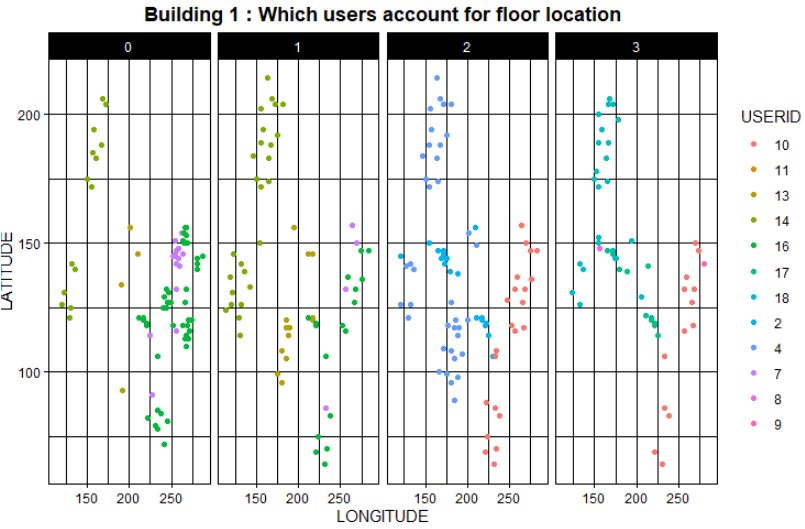 Building 1 : Which users account for floor location
0 1 2 3
200
150
100
LATITUDE
150 200 250 150 200 250 150 200 250 150 200 250
LONGITUDE
USERID
10
11
13
14
16
17
18
2
4
7
8
9